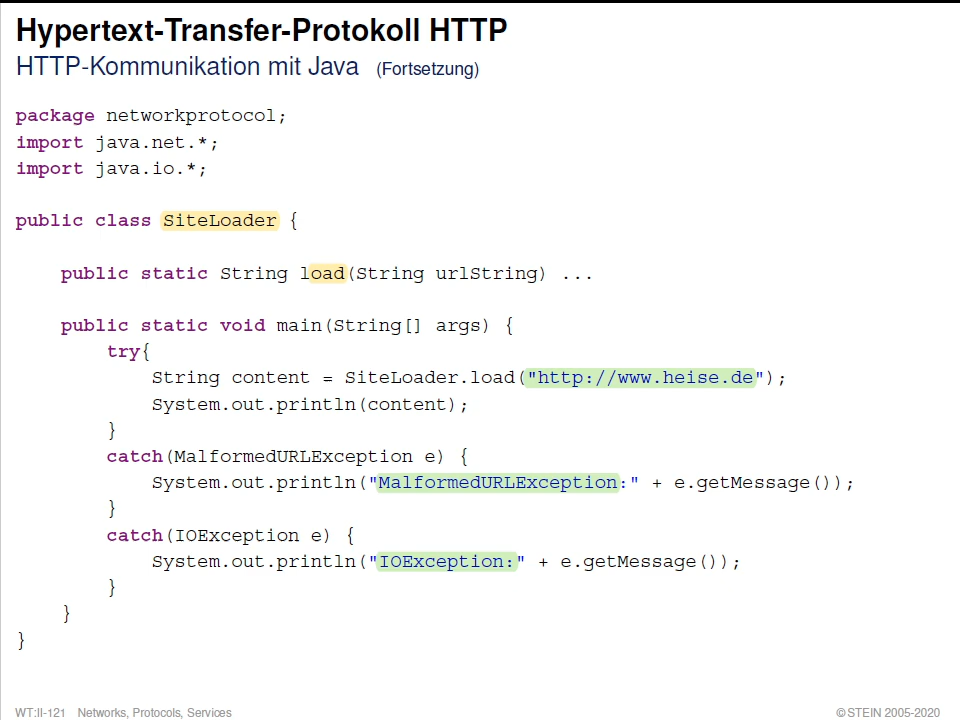 Hypertext-Transfer-Protokoll HTTP
HTTP-Kommunikation mit Java (Fortsetzung)
package networkprotocol;
import java.net.*;
import java.io.*;
public class SiteLoader {
public static String load(String urlString) ...
public static void main(String[] args) {
try{
String content = SiteLoader.load("http://www.heise.de");
System.out.println(content);
}
catch(MalformedURLException e) {
System.out.println("MalformedURLException:" + e.getMessage());
}
catch(IOException e) {
System.out.println("IOException:" + e.getMessage());
}
}
}
WT:II-121 Networks, Protocols, Services
©STEIN 2005-2020